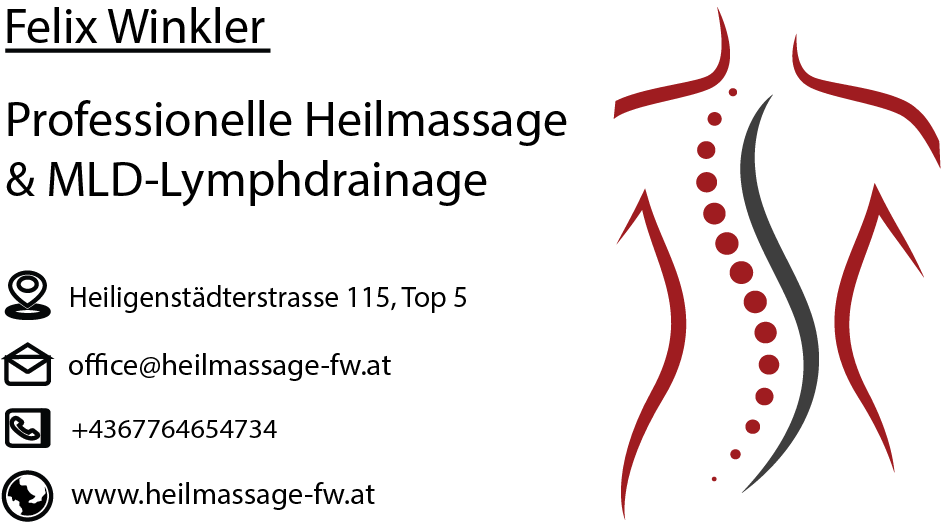 Felix Winkler
Professionelle Heilmassage
& MLD-Lymphdrainage
Heiligenstädterstrasse 115, Top 5
office@heilmassage-fw.at
+4367764654734
www.heilmassage-fw.at